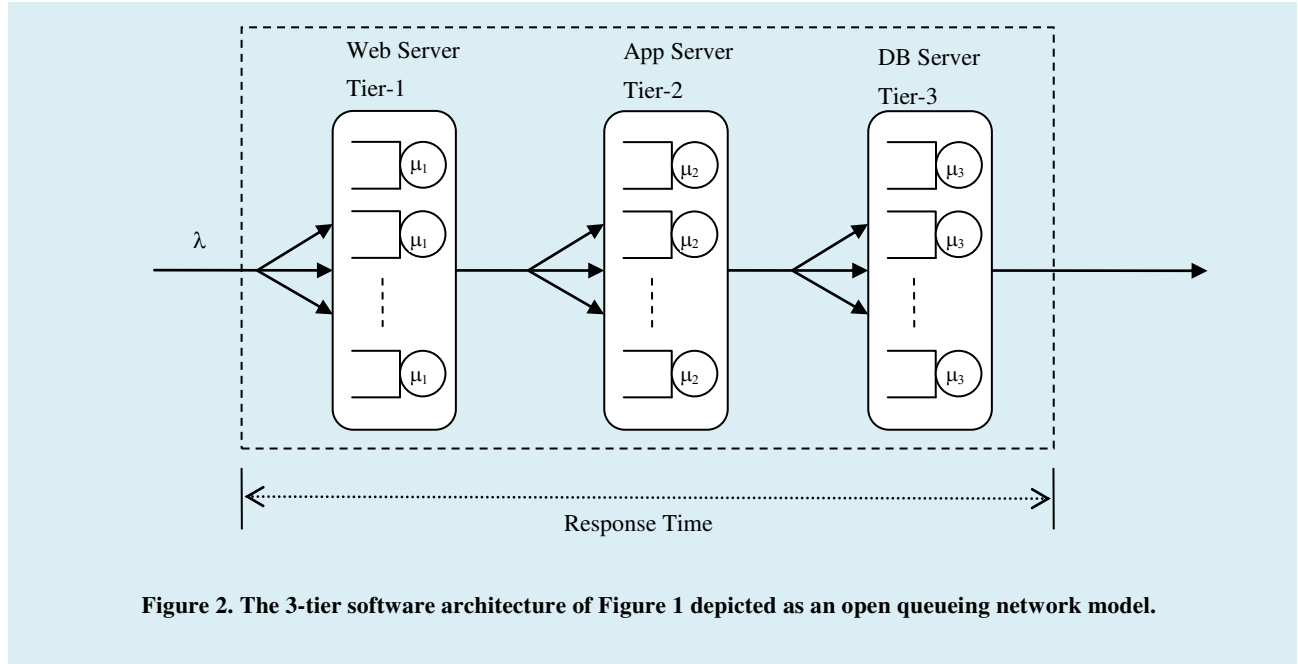 Web Server
Tier-1
App Server
Tier-2
DB Server
Tier-3
λ
μ1
μ1
μ1
μ2
μ2
μ2
μ3
μ3
μ3
Response Time
Figure 2. The 3-tier software architecture of Figure 1 depicted as an open queueing network model.